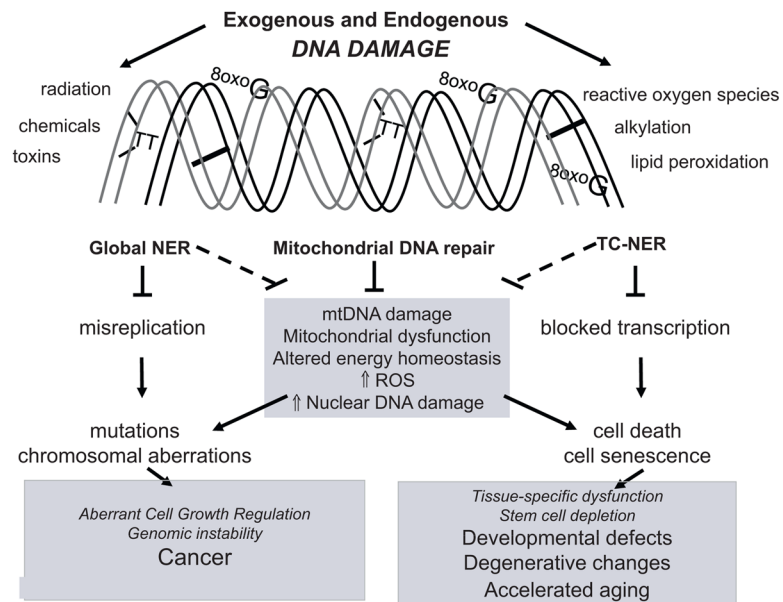 Exogenous and Endogenous
DNA DAMAGE
radiation
chemicals
toxins
8oxoG
8oxoG
8oxoG
TT
TT
reactive oxygen species
alkylation
lipid peroxidation
Global NER
Mitochondrial DNA repair
TC-NER
misreplication
mtDNA damage
Mitochondrial dysfunction
Altered energy homeostasis
⇑ ROS
⇑ Nuclear DNA damage
blocked transcription
mutations
chromosomal aberrations
cell death
cell senescence
Aberrant Cell Growth Regulation
Genomic instability
Cancer
Tissue-specific dysfunction
Stem cell depletion
Developmental defects
Degenerative changes
Accelerated aging